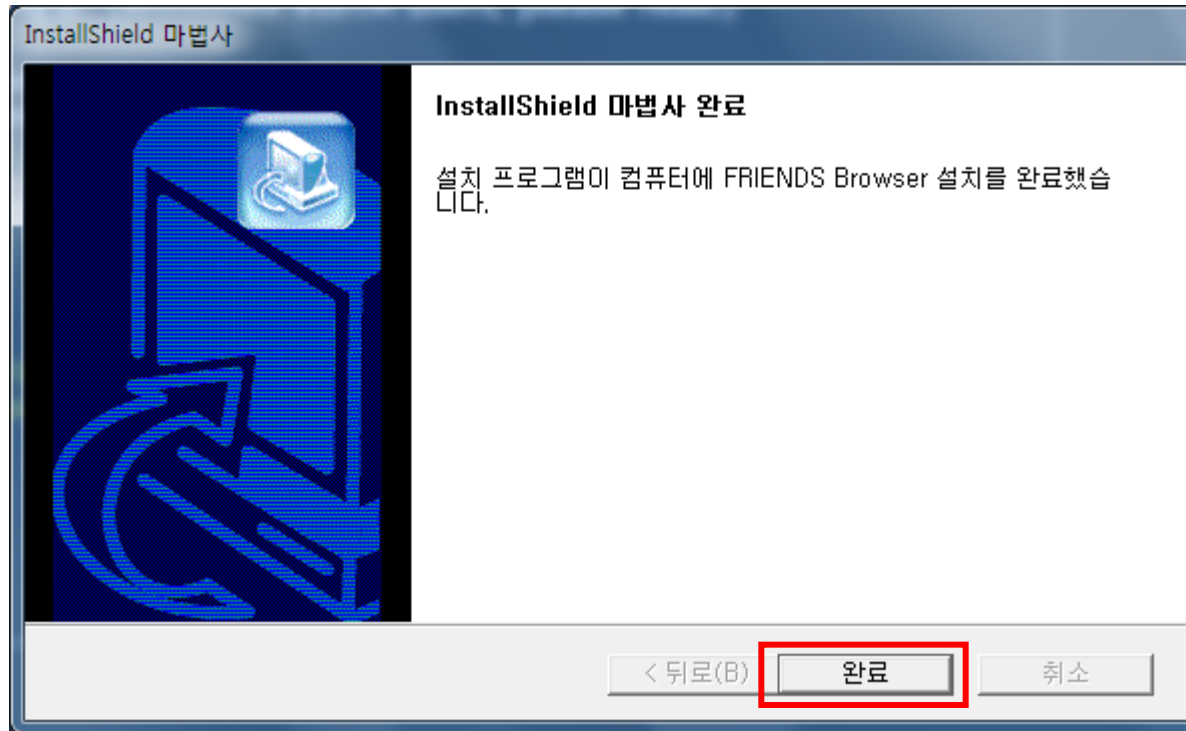 InstallShield 마법사
InstallShield 마법사 완료
설치 프로그램이 컴퓨터에 FRIENDS Browser 설치를 완료했습
니다.
< 뒤로(B)
완료
취소